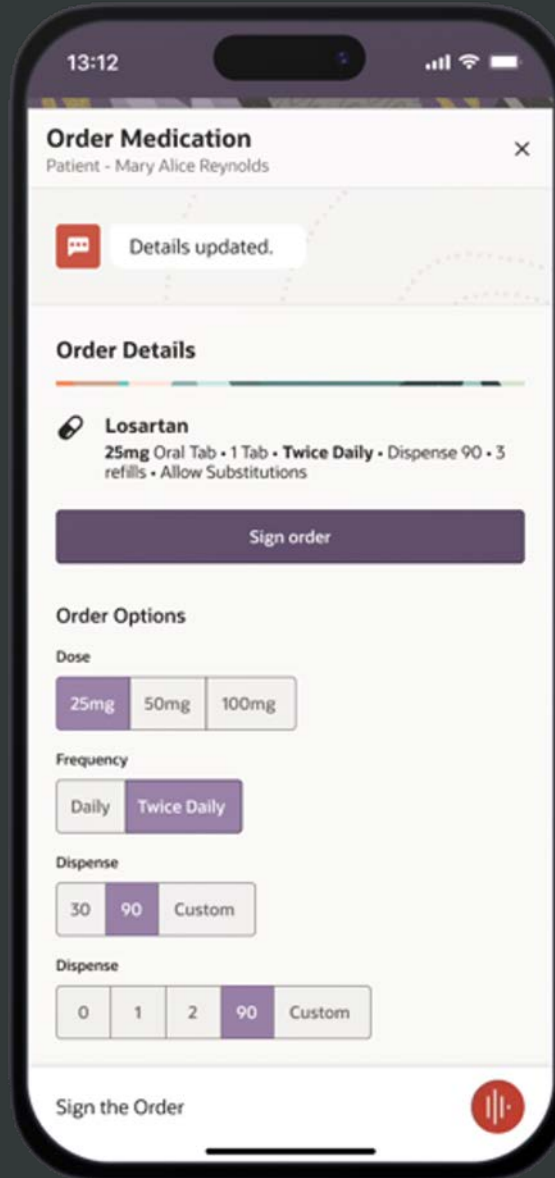 13:12
Order Medication
Patient - Mary Alice Reynolds
Details updated.
Order Details
Losartan
25mg Oral Tab • 1 Tab • Twice Daily • Dispense 90 • 3
refills • Allow Substitutions
Sign order
Order Options
Dose
25mg 50mg 100mg
Frequency
Daily Twice Daily
Dispense
30 90 Custom
Dispense
0 1 2 90 Custom
Sign the Order